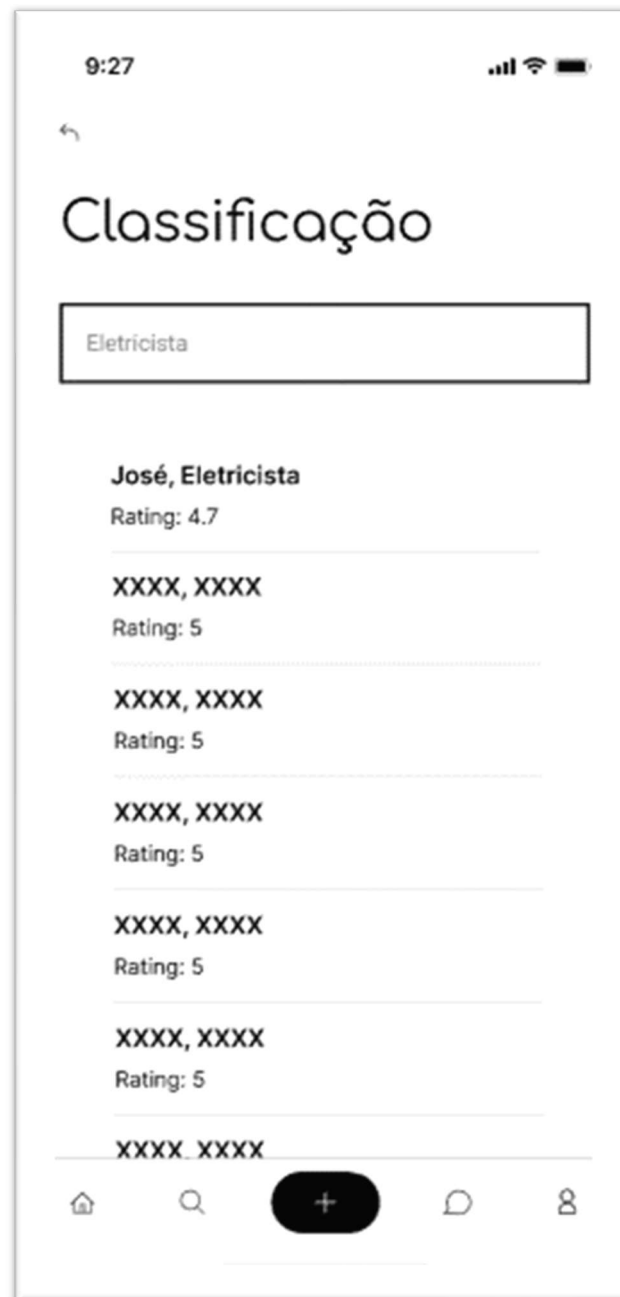 9:27
Classificação
Eletricista
José, Eletricista
Rating: 4.7
XXXX, XXXX
Rating: 5
XXXX, XXXX
Rating: 5
XXXX, XXXX
Rating: 5
XXXX, XXXX
Rating: 5
XXXX, XXXX
Rating: 5
XXXX, XXXX